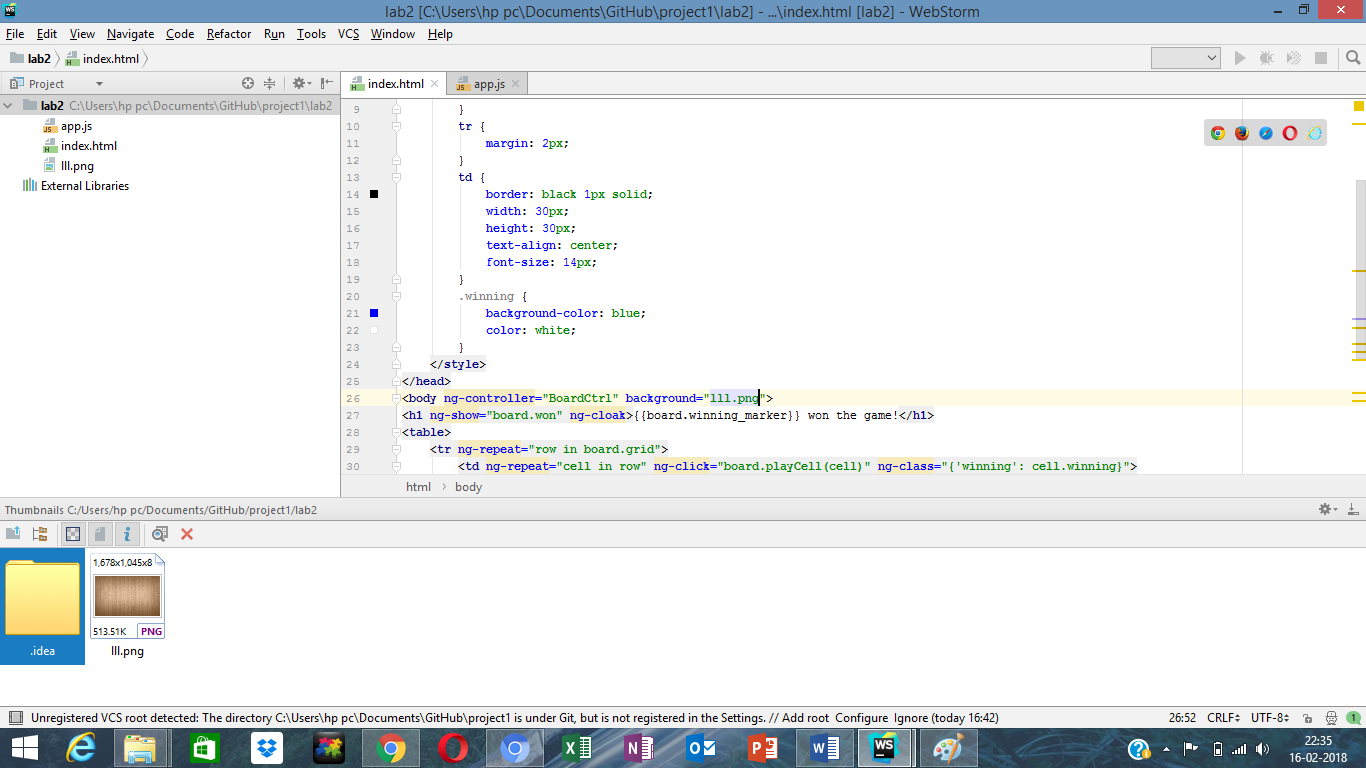 lab2 [C:\Users\hp pc\Documents\GitHub\project1\lab2] - ...\index.html [lab2] - WebStorm
File Edit View Navigate Code Refactor Run Tools VCS Window Help
lab2 index.html
Project
index.html app.js
lab2 C:\Users\hp pc\Documents\GitHub\project1\lab2
app.js
index.html
lll.png
External Libraries
9 }
10 tr {
11 margin: 2px;
12 }
13 td {
14 border: black 1px solid;
15 width: 30px;
16 height: 30px;
17 text-align: center;
18 font-size: 14px;
19 }
20 .winning {
21 background-color: blue;
22 color: white;
23 }
24 </style>
25 </head>
26 <body ng-controller="BoardCtrl" background="lll.png">
27 <h1 ng-show="board.won" ng-cloak>{{board.winning_marker}} won the game!</h1>
28 <table>
29 <tr ng-repeat="row in board.grid">
30 <td ng-repeat="cell in row" ng-click="board.playCell(cell)" ng-class="{'winning': cell.winning}">
html body
Thumbnails C:/Users/hp pc/Documents/GitHub/project1/lab2
1,678x1,045x8
513.51K PNG
.idea lll.png
Unregistered VCS root detected: The directory C:\Users\hp pc\Documents\GitHub\project1 is under Git, but is not registered in the Settings. // Add root Configure Ignore (today 16:42) 26:52 CRLF UTF-8 1
22:35
16-02-2018